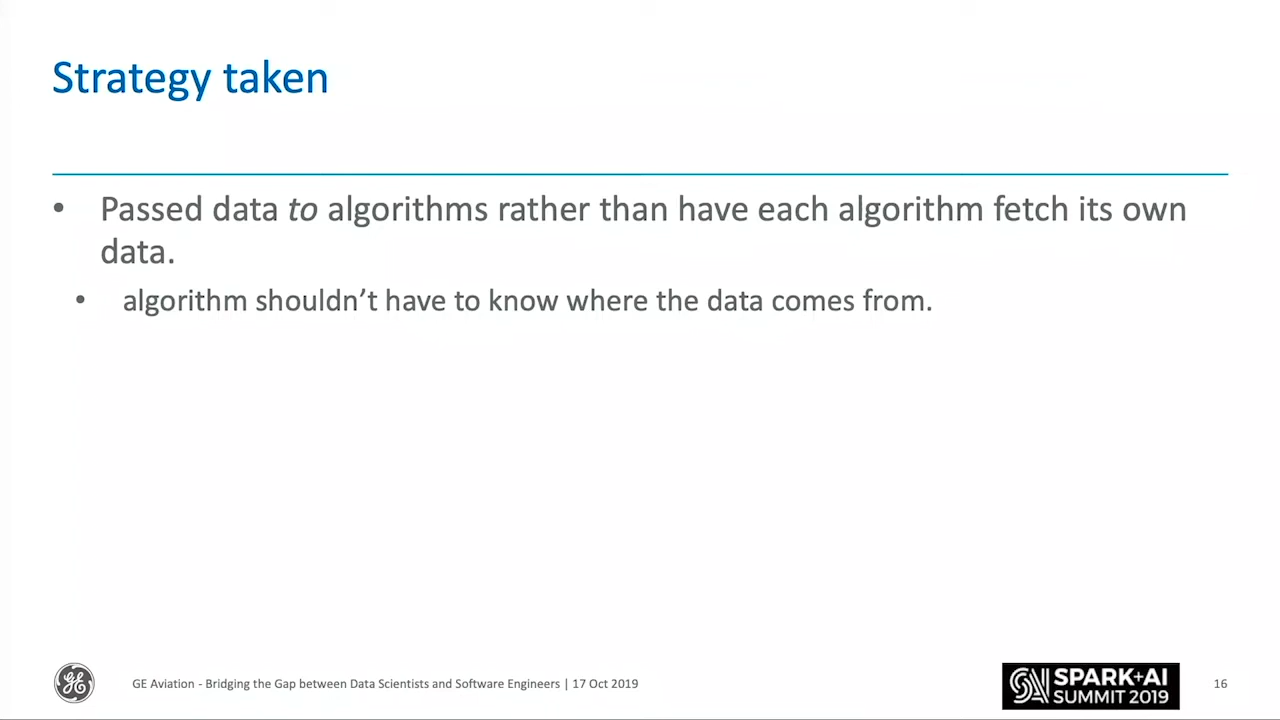 Strategy taken
• Passed data to algorithms rather than have each algorithm fetch its own
data.
• algorithm shouldn’t have to know where the data comes from.
GE Aviation - Bridging the Gap between Data Scientists and Software Engineers | 17 Oct 2019
SPARK+AI
SUMMIT 2019
16